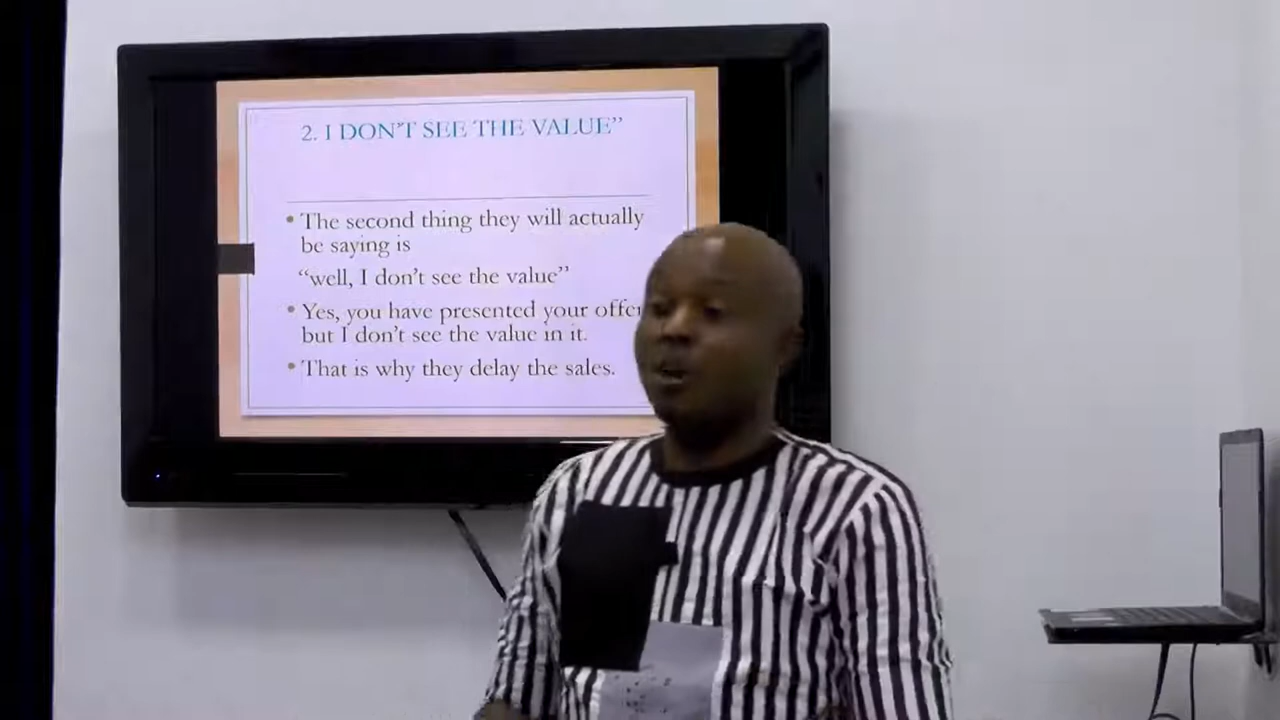 2. I DON'T SEE THE VALUE”
• The second thing they will actually
be saying is
“well, I don't see the value”
• Yes, you have presented your offer
but I don't see the value in it.
• That is why they delay the sales.